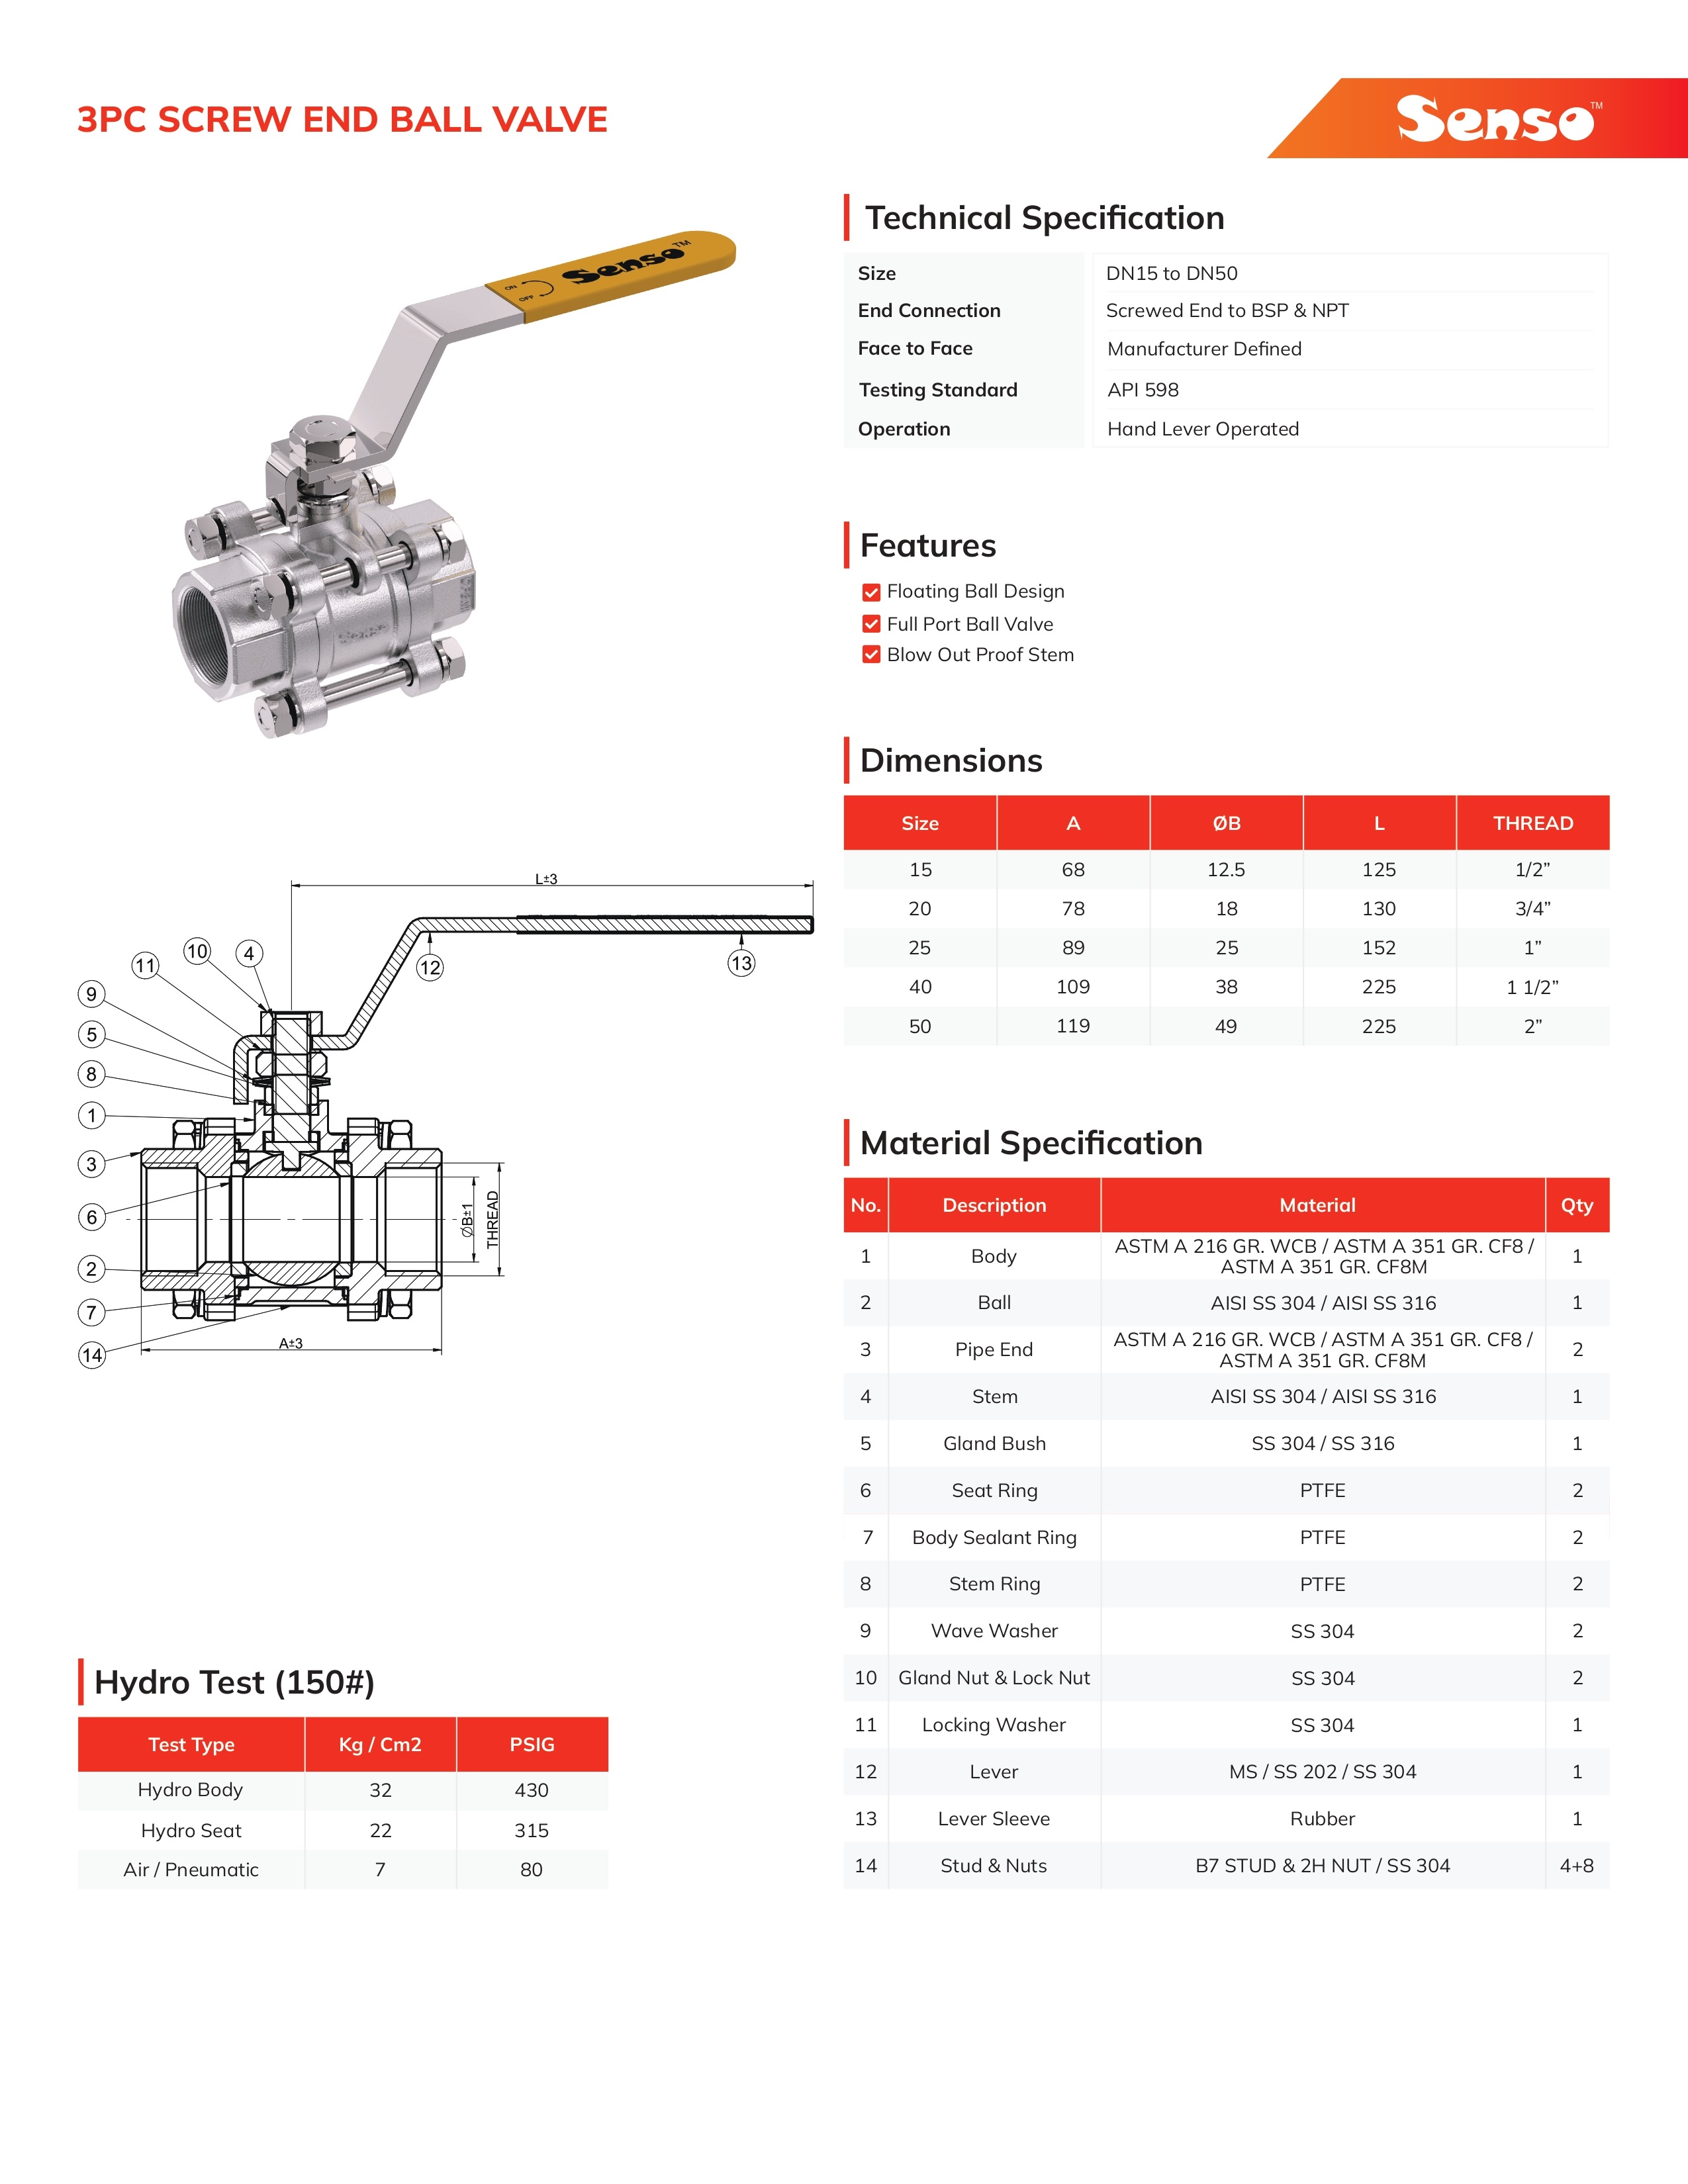 3PC SCREW END BALL VALVE
Senso™
Senso™
ON
OFF
Senso
Technical Specification
Size DN15 to DN50
End Connection Screwed End to BSP & NPT
Face to Face Manufacturer Defined
Testing Standard API 598
Operation Hand Lever Operated
Features
Floating Ball Design
Full Port Ball Valve
Blow Out Proof Stem
Dimensions
Size A ØB L THREAD
15 68 12.5 125 1/2”
20 78 18 130 3/4”
25 89 25 152 1”
40 109 38 225 1 1/2”
50 119 49 225 2”
L±3
10
4
11
12
13
9
5
8
1
3
6
2
7
14
ØB±1
THREAD
A±3
Material Specification
No. Description Material Qty
1 Body ASTM A 216 GR. WCB / ASTM A 351 GR. CF8 /
ASTM A 351 GR. CF8M 1
2 Ball AISI SS 304 / AISI SS 316 1
3 Pipe End ASTM A 216 GR. WCB / ASTM A 351 GR. CF8 /
ASTM A 351 GR. CF8M 2
4 Stem AISI SS 304 / AISI SS 316 1
5 Gland Bush SS 304 / SS 316 1
6 Seat Ring PTFE 2
7 Body Sealant Ring PTFE 2
8 Stem Ring PTFE 2
9 Wave Washer SS 304 2
10 Gland Nut & Lock Nut SS 304 2
11 Locking Washer SS 304 1
12 Lever MS / SS 202 / SS 304 1
13 Lever Sleeve Rubber 1
14 Stud & Nuts B7 STUD & 2H NUT / SS 304 4+8
Hydro Test (150#)
Test Type Kg / Cm2 PSIG
Hydro Body 32 430
Hydro Seat 22 315
Air / Pneumatic 7 80